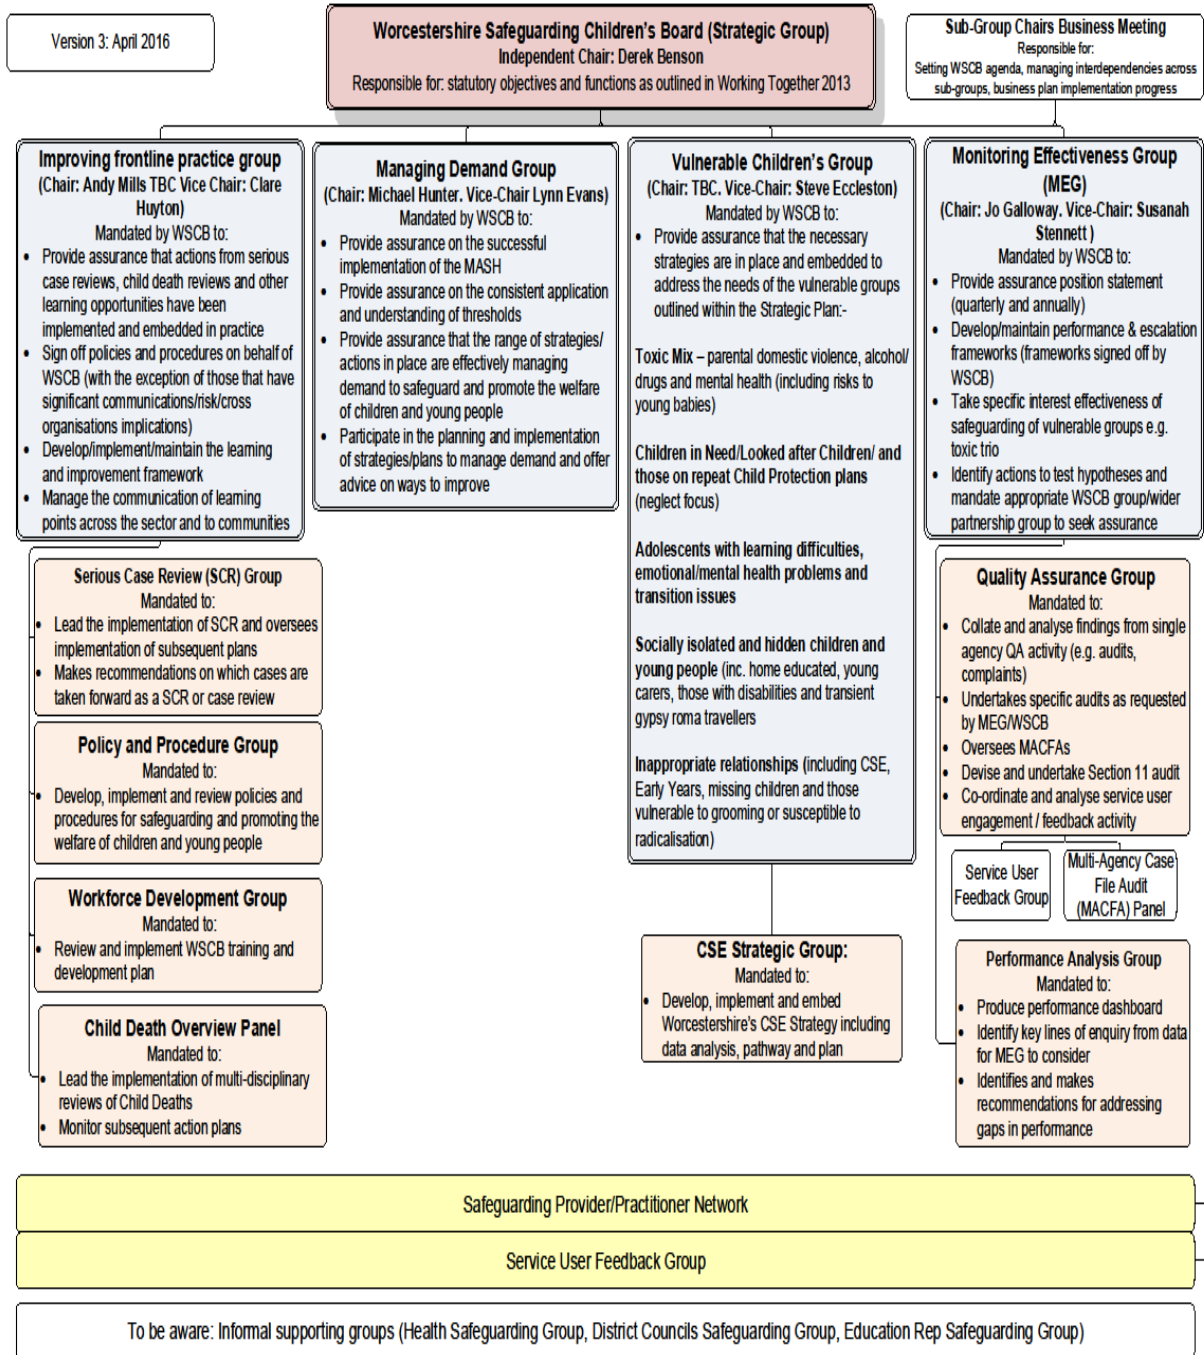 Version 3: April 2016
Worcestershire Safeguarding Children's Board (Strategic Group)
Independent Chair: Derek Benson
Responsible for: statutory objectives and functions as outlined in Working Together 2013
Sub-Group Chairs Business Meeting
Responsible for:
Setting WSCB agenda, managing interdependencies across
sub-groups, business plan implementation progress
Improving frontline practice group
(Chair: Andy Mills TBC Vice Chair: Clare
Huyton)
Mandated by WSCB to:
• Provide assurance that actions from serious
case reviews, child death reviews and other
learning opportunities have been
implemented and embedded in practice
• Sign off policies and procedures on behalf of
WSCB (with the exception of those that have
significant communications/risk/cross
organisations implications)
• Develop/implement/maintain the learning
and improvement framework
• Manage the communication of learning
points across the sector and to communities
Serious Case Review (SCR) Group
Mandated to:
• Lead the implementation of SCR and oversees
implementation of subsequent plans
• Makes recommendations on which cases are
taken forward as a SCR or case review
Policy and Procedure Group
Mandated to:
• Develop, implement and review policies and
procedures for safeguarding and promoting the
welfare of children and young people
Workforce Development Group
Mandated to:
• Review and implement WSCB training and
development plan
Child Death Overview Panel
Mandated to:
• Lead the implementation of multi-disciplinary
reviews of Child Deaths
• Monitor subsequent action plans
Managing Demand Group
(Chair: Michael Hunter. Vice-Chair Lynn Evans)
Mandated by WSCB to:
• Provide assurance on the successful
implementation of the MASH
• Provide assurance on the consistent application
and understanding of thresholds
• Provide assurance that the range of strategies/
actions in place are effectively managing
demand to safeguard and promote the welfare
of children and young people
• Participate in the planning and implementation
of strategies/plans to manage demand and offer
advice on ways to improve
Vulnerable Children's Group
(Chair: TBC. Vice-Chair: Steve Eccleston)
Mandated by WSCB to:
• Provide assurance that the necessary
strategies are in place and embedded to
address the needs of the vulnerable groups
outlined within the Strategic Plan:-
Toxic Mix – parental domestic violence, alcohol/
drugs and mental health (including risks to
young babies)
Children in Need/Looked after Children/ and
those on repeat Child Protection plans
(neglect focus)
Adolescents with learning difficulties,
emotional/mental health problems and
transition issues
Socially isolated and hidden children and
young people (inc. home educated, young
carers, those with disabilities and transient
gypsy roma travellers
Inappropriate relationships (including CSE,
Early Years, missing children and those
vulnerable to grooming or susceptible to
radicalisation)
CSE Strategic Group:
Mandated to:
• Develop, implement and embed
Worcestershire's CSE Strategy including
data analysis, pathway and plan
Monitoring Effectiveness Group
(MEG)
(Chair: Jo Galloway. Vice-Chair: Susanah
Stennett )
Mandated by WSCB to:
• Provide assurance position statement
(quarterly and annually)
• Develop/maintain performance & escalation
frameworks (frameworks signed off by
WSCB)
• Take specific interest effectiveness of
safeguarding of vulnerable groups e.g.
toxic trio
• Identify actions to test hypotheses and
mandate appropriate WSCB group/wider
partnership group to seek assurance
Quality Assurance Group
Mandated to:
• Collate and analyse findings from single
agency QA activity (e.g. audits,
complaints)
• Undertakes specific audits as requested
by MEG/WSCB
• Oversees MACFAs
• Devise and undertake Section 11 audit
• Co-ordinate and analyse service user
engagement / feedback activity
Service User
Feedback Group
Multi-Agency Case
File Audit
(MACFA) Panel
Performance Analysis Group
Mandated to:
• Produce performance dashboard
• Identify key lines of enquiry from data
for MEG to consider
• Identifies and makes
recommendations for addressing
gaps in performance
Safeguarding Provider/Practitioner Network
Service User Feedback Group
To be aware: Informal supporting groups (Health Safeguarding Group, District Councils Safeguarding Group, Education Rep Safeguarding Group)